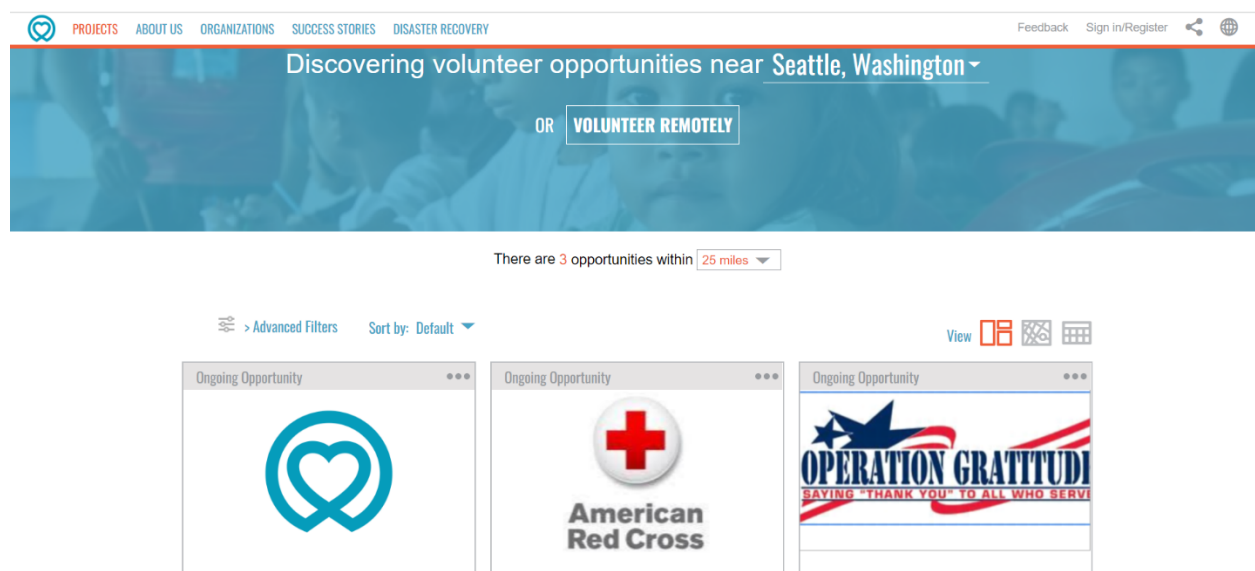 PROJECTS ABOUT US ORGANIZATIONS SUCCESS STORIES DISASTER RECOVERY Feedback Sign in/Register
Discovering volunteer opportunities near Seattle, Washington
OR VOLUNTEER REMOTELY
There are 3 opportunities within 25 miles
> Advanced Filters Sort by: Default View
Ongoing Opportunity Ongoing Opportunity Ongoing Opportunity
American
Red Cross
OPERATION GRATITUD
SAYING "THANK YOU" TO ALL WHO SERVE